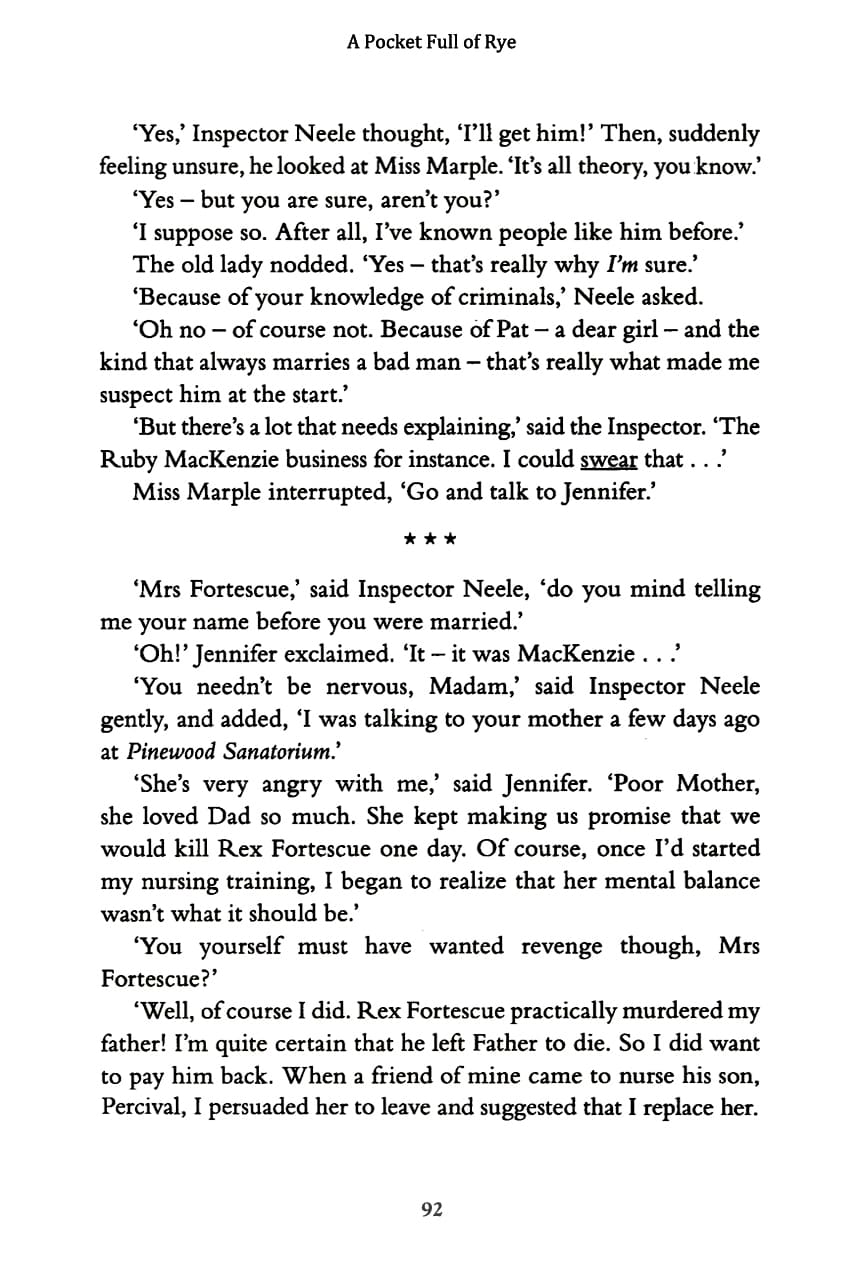 A Pocket Full of Rye
‘Yes,’ Inspector Neele thought, ‘I’ll get him!’ Then, suddenly
feeling unsure, he looked at Miss Marple. ‘It’s all theory, you know.’
‘Yes – but you are sure, aren’t you?’
‘I suppose so. After all, I’ve known people like him before.’
The old lady nodded. ‘Yes – that’s really why I’m sure.’
‘Because of your knowledge of criminals,’ Neele asked.
‘Oh no – of course not. Because of Pat – a dear girl – and the
kind that always marries a bad man – that’s really what made me
suspect him at the start.’
‘But there’s a lot that needs explaining,’ said the Inspector. ‘The
Ruby MacKenzie business for instance. I could swear that . . .’
Miss Marple interrupted, ‘Go and talk to Jennifer.’
★ ★ ★
‘Mrs Fortescue,’ said Inspector Neele, ‘do you mind telling
me your name before you were married.’
‘Oh!’ Jennifer exclaimed. ‘It – it was MacKenzie . . .’
‘You needn’t be nervous, Madam,’ said Inspector Neele
gently, and added, ‘I was talking to your mother a few days ago
at Pinewood Sanatorium.’
‘She’s very angry with me,’ said Jennifer. ‘Poor Mother,
she loved Dad so much. She kept making us promise that we
would kill Rex Fortescue one day. Of course, once I’d started
my nursing training, I began to realize that her mental balance
wasn’t what it should be.’
‘You yourself must have wanted revenge though, Mrs
Fortescue?’
‘Well, of course I did. Rex Fortescue practically murdered my
father! I’m quite certain that he left Father to die. So I did want
to pay him back. When a friend of mine came to nurse his son,
Percival, I persuaded her to leave and suggested that I replace her.
92